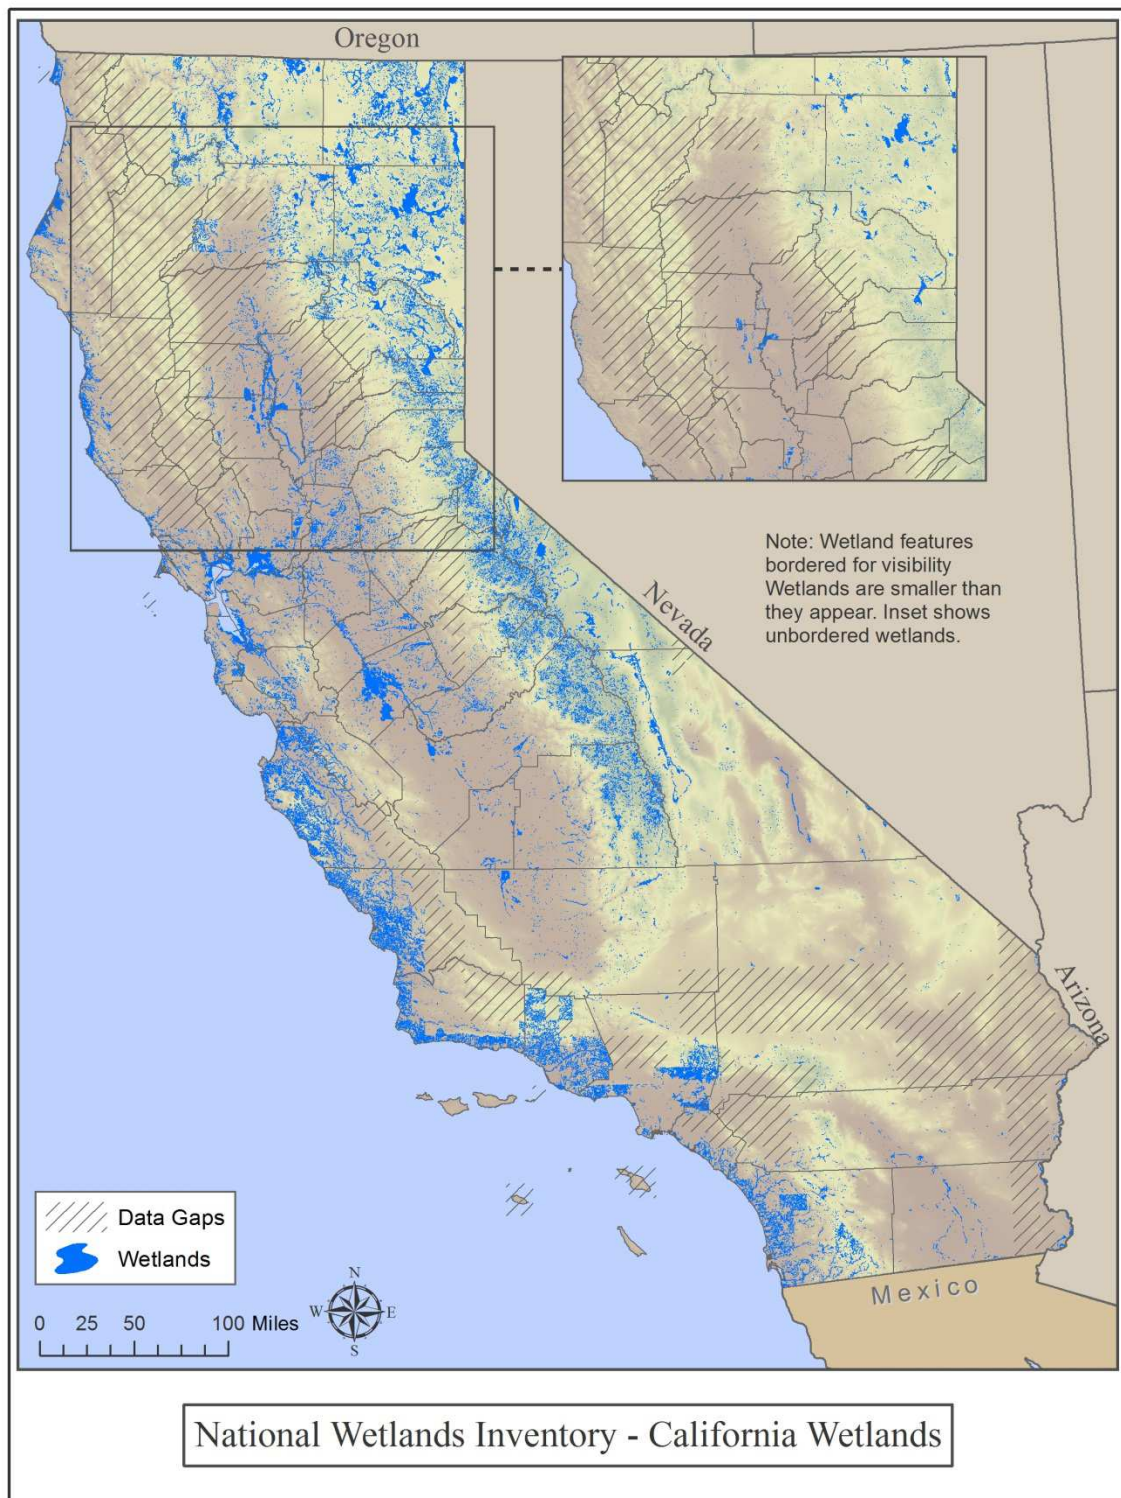 Oregon
Note: Wetland features
bordered for visibility
Wetlands are smaller than
they appear. Inset shows
unbordered wetlands.
Nevada
Arizona
Data Gaps
Wetlands
Mexico
N
W E
S
0 25 50 100 Miles
National Wetlands Inventory - California Wetlands